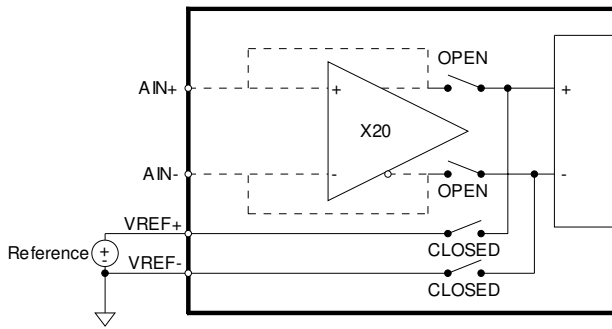 OPEN
AIN+
+
X20
+
AIN-
-
-
OPEN
VREF+
Reference
+
-
CLOSED
VREF-
CLOSED